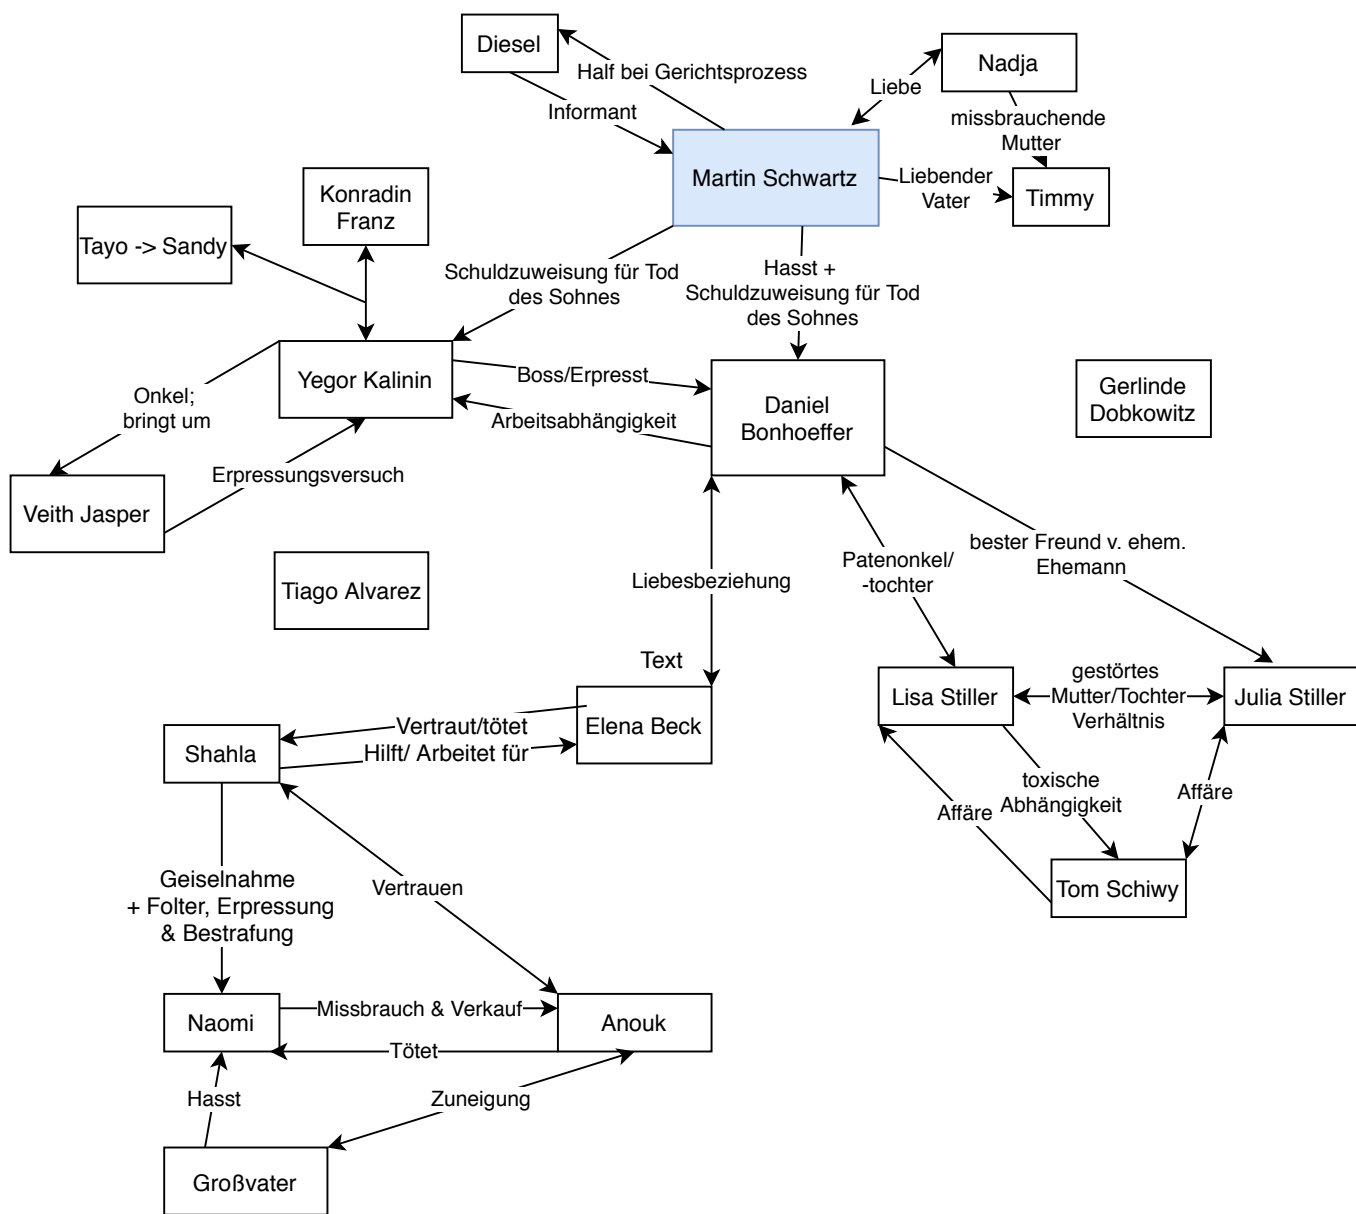 Diesel
Nadja
Half bei Gerichtsprozess
Liebe
Informant
missbrauchende
Mutter
Martin Schwartz
Liebender
Vater
Timmy
Konradin
Franz
Tayo -> Sandy
Schuldzuweisung für Tod
des Sohnes
Hasst +
Schuldzuweisung für Tod
des Sohnes
Yegor Kalinin
Boss/Erpresst
Daniel
Bonhoeffer
Gerlinde
Dobkowitz
Onkel;
bringt um
Arbeitsabhängigkeit
Erpressungsversuch
Veith Jasper
Tiago Alvarez
bester Freund v. ehem.
Ehemann
Patenonkel/
-tochter
Liebesbeziehung
Text
Lisa Stiller
gestörtes
Mutter/Tochter
Verhältnis
Julia Stiller
Elena Beck
Vertraut/tötet
Hilft/ Arbeitet für
Shahla
toxische
Abhängigkeit
Affäre
Affäre
Tom Schiwy
Geiselnahme
+ Folter, Erpressung
& Bestrafung
Vertrauen
Naomi
Missbrauch & Verkauf
Anouk
Tötet
Hasst
Zuneigung
Großvater